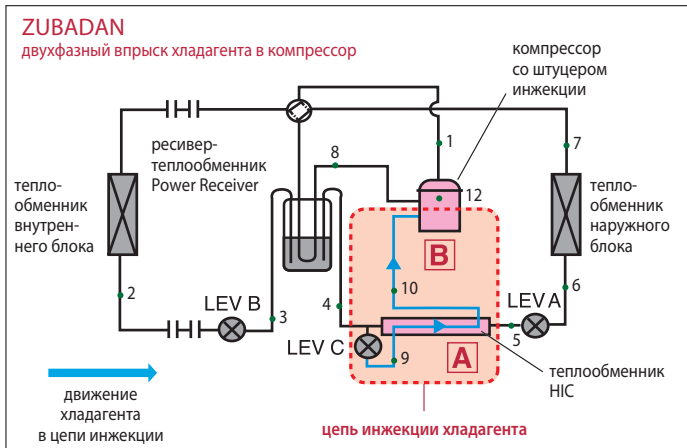 ZUBADAN
двухфазный впрыск хладагента в компрессор
компрессор
со штуцером
инжекции
1
7
ресивер-
теплообменник
Power Receiver
8
12
тепло-
обменник
внутрен-
него блока
тепло-
обменник
наружного
блока
B
2
10
6
LEV B
3
4
LEV A
5
LEV C
9
A
теплообменник
HIC
движение
хладагента
в цепи инжекции
цепь инжекции хладагента